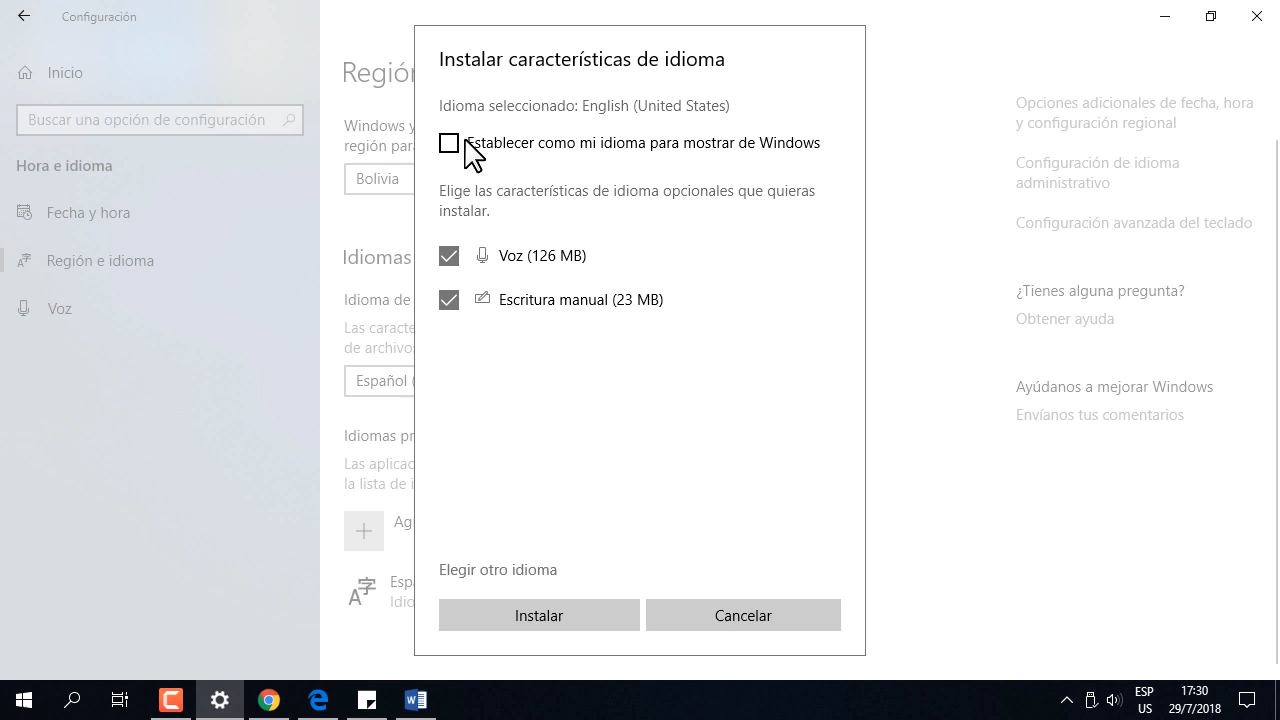 Configuración
Inicio
Buscar una opción de configuración
Hora e idioma
Fecha y hora
Región e idioma
Voz
Región
Windows y
región para
Bolivia
Idiomas
Idioma de
Las caracte
de archivos
Español (
Idiomas pr
Las aplicac
la lista de i
Agr
Espa
Idio
Instalar características de idioma
Idioma seleccionado: English (United States)
Establecer como mi idioma para mostrar de Windows
Elige las características de idioma opcionales que quieras
instalar.
Voz (126 MB)
Escritura manual (23 MB)
Elegir otro idioma
Instalar
Cancelar
Opciones adicionales de fecha, hora
y configuración regional
Configuración de idioma
administrativo
Configuración avanzada del teclado
¿Tienes alguna pregunta?
Obtener ayuda
Ayúdanos a mejorar Windows
Envíanos tus comentarios
ESP
US
17:30
29/7/2018